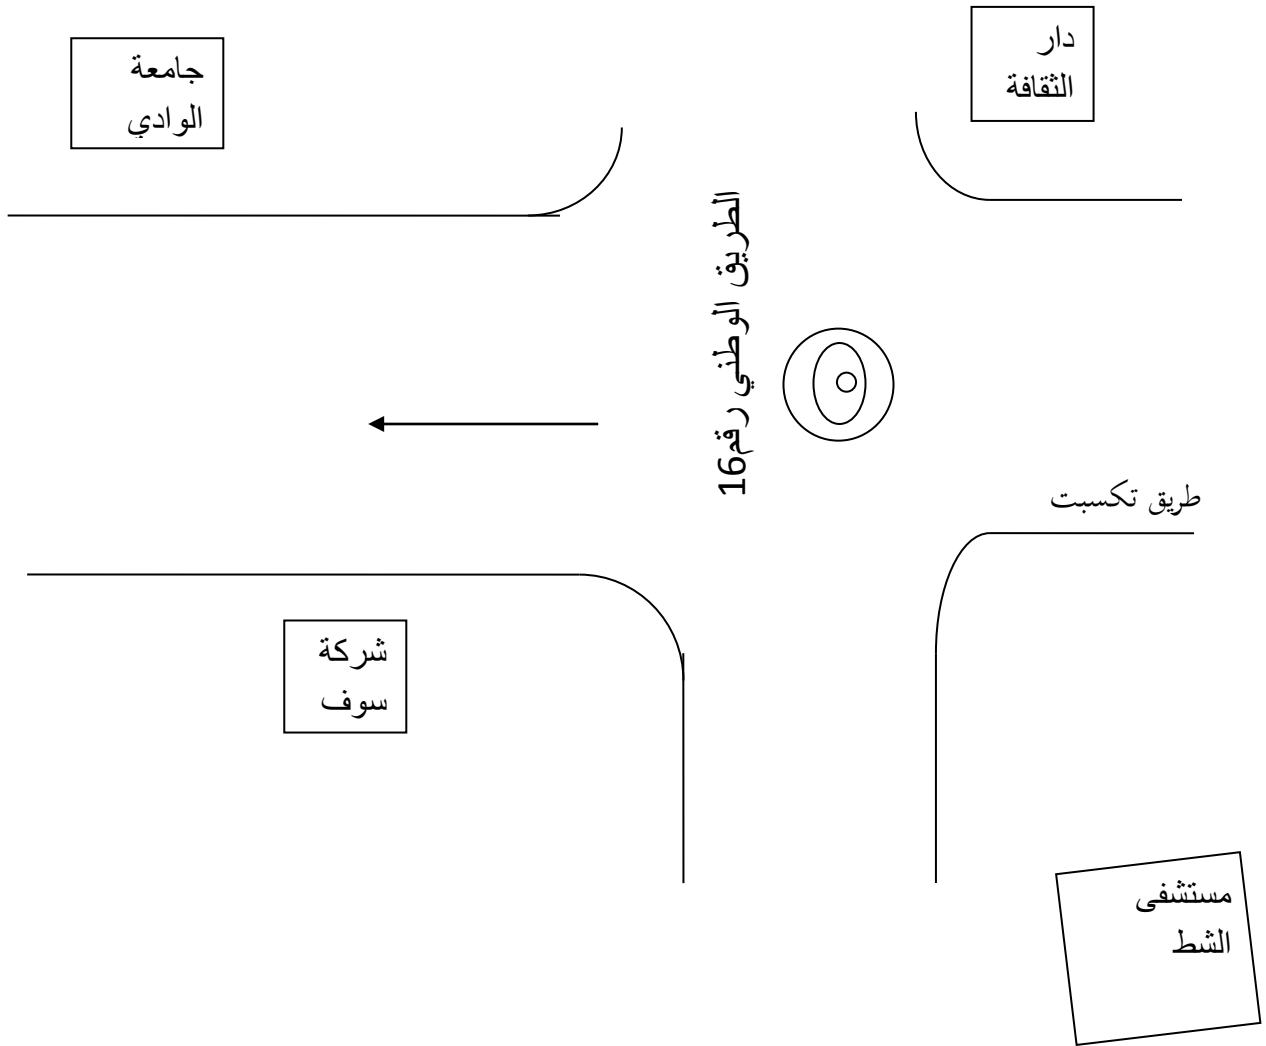 دار
الثقافة
جامعة
الوادي
الطريق الوطني رقم16
طريق تكسبت
شركة
سوف
مستشفى
الشط